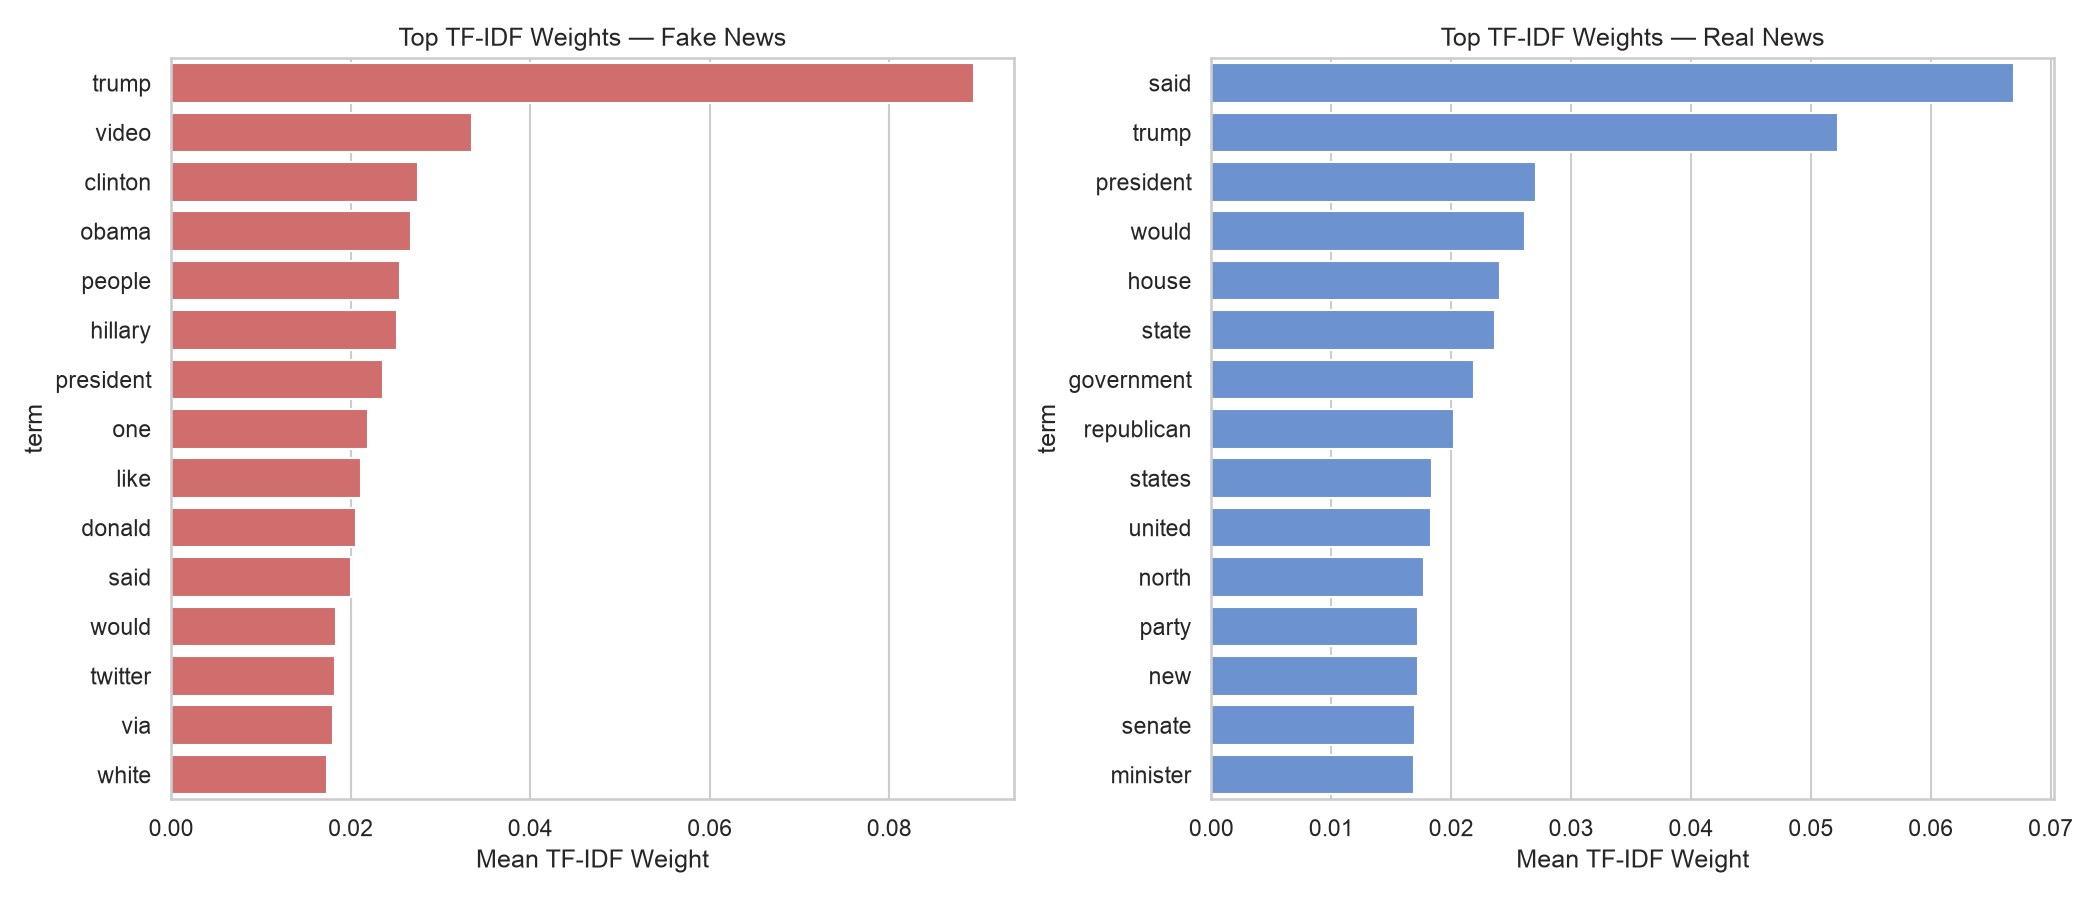 Top TF-IDF Weights — Fake News
trump
video
clinton
obama
people
hillary
president
one
like
donald
said
would
twitter
via
white
term
0.00 0.02 0.04 0.06 0.08
Mean TF-IDF Weight
Top TF-IDF Weights — Real News
said
trump
president
would
house
state
government
republican
states
united
north
party
new
senate
minister
term
0.00 0.01 0.02 0.03 0.04 0.05 0.06 0.07
Mean TF-IDF Weight